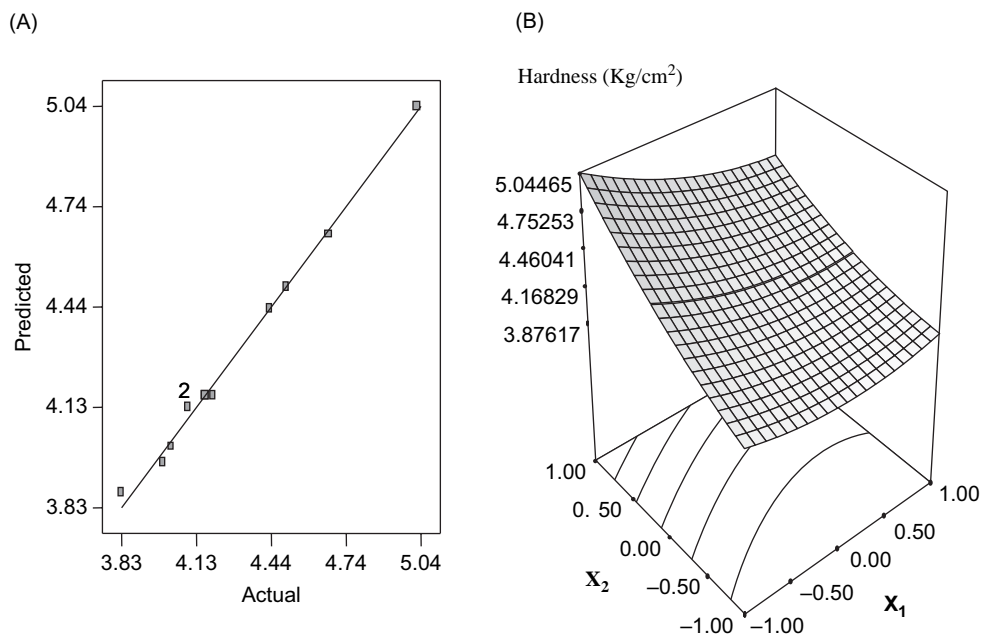 (A)
Predicted
5.04
4.74
4.44
4.13
3.83
2
3.83 4.13 4.44 4.74 5.04
Actual
(B)
Hardness (Kg/cm²)
5.04465
4.75253
4.46041
4.16829
3.87617
1.00
0. 50
0.00
–0.50
–1.00
X₂
–1.00
–0.50
0.00
0.50
1.00
X₁